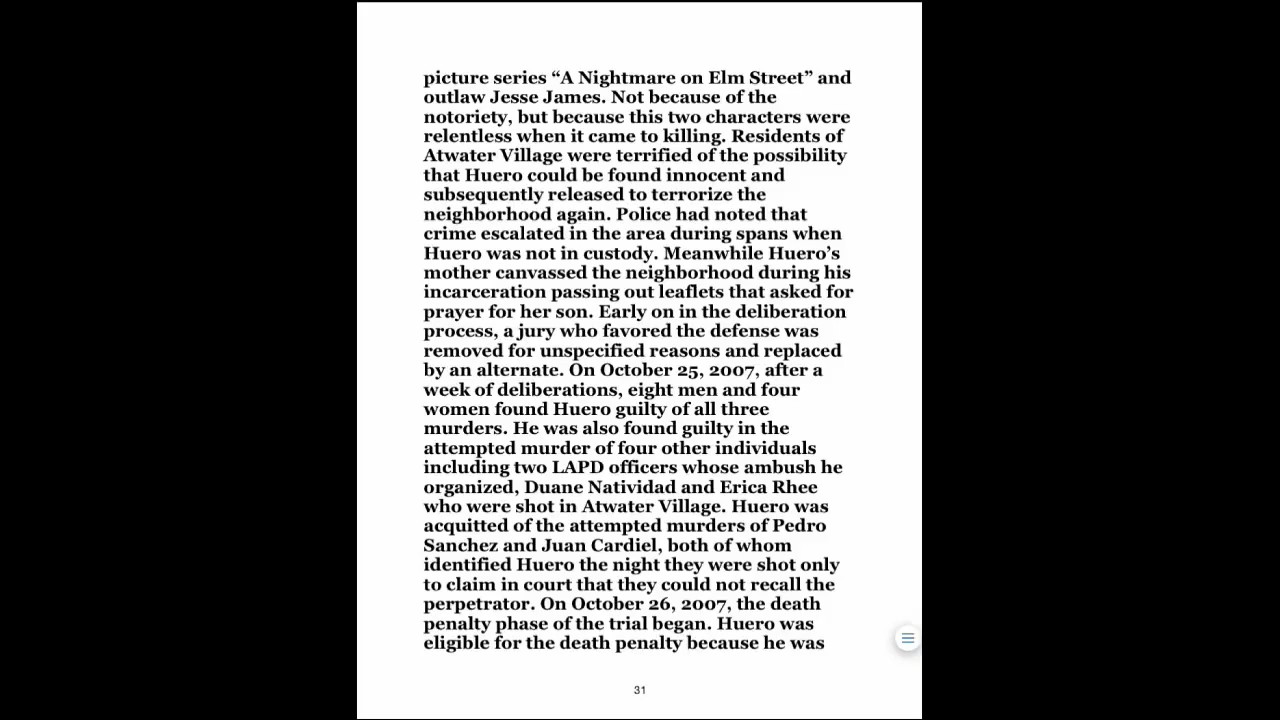 picture series “A Nightmare on Elm Street” and
outlaw Jesse James. Not because of the
notoriety, but because this two characters were
relentless when it came to killing. Residents of
Atwater Village were terrified of the possibility
that Huero could be found innocent and
subsequently released to terrorize the
neighborhood again. Police had noted that
crime escalated in the area during spans when
Huero was not in custody. Meanwhile Huero’s
mother canvassed the neighborhood during his
incarceration passing out leaflets that asked for
prayer for her son. Early on in the deliberation
process, a jury who favored the defense was
removed for unspecified reasons and replaced
by an alternate. On October 25, 2007, after a
week of deliberations, eight men and four
women found Huero guilty of all three
murders. He was also found guilty in the
attempted murder of four other individuals
including two LAPD officers whose ambush he
organized, Duane Natividad and Erica Rhee
who were shot in Atwater Village. Huero was
acquitted of the attempted murders of Pedro
Sanchez and Juan Cardiel, both of whom
identified Huero the night they were shot only
to claim in court that they could not recall the
perpetrator. On October 26, 2007, the death
penalty phase of the trial began. Huero was
eligible for the death penalty because he was
31